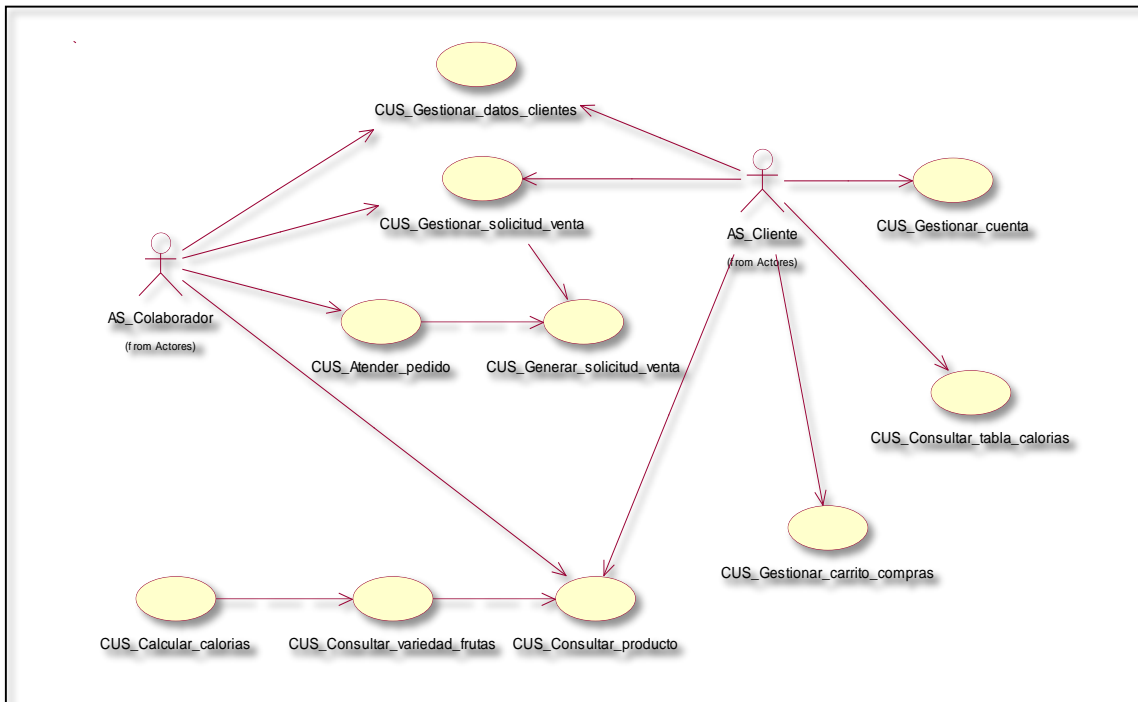 `
CUS_Gestionar_datos_clientes
CUS_Gestionar_solicitud_venta
CUS_Gestionar_cuenta
AS_Cliente
(from Actores)
AS_Colaborador
(from Actores)
CUS_Atender_pedido
CUS_Generar_solicitud_venta
CUS_Consultar_tabla_calorias
CUS_Gestionar_carrito_compras
CUS_Calcular_calorias
CUS_Consultar_variedad_frutas
CUS_Consultar_producto